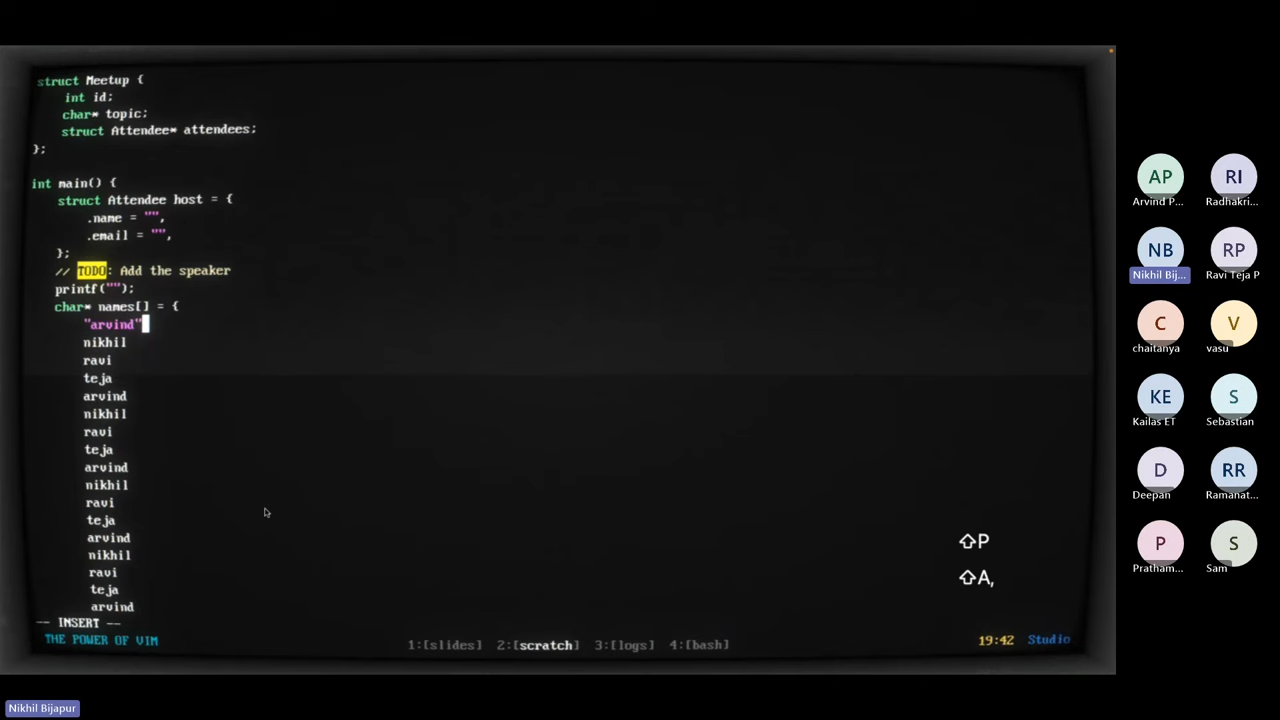 struct Meetup {
int id;
char* topic;
struct Attendee* attendees;
};
int main() {
struct Attendee host = {
.name = "",
.email = "",
};
// TODO: Add the speaker
printf("");
char* names[] = {
"arvind"
nikhil
ravi
teja
arvind
nikhil
ravi
teja
arvind
nikhil
ravi
teja
arvind
nikhil
ravi
teja
arvind
-- INSERT --
THE POWER OF VIM
1:[slides] 2:[scratch] 3:[logs] 4:[bash]
19:42 Studio
⇧P
⇧A,
AP
Arvind P...
RI
Radhakri...
NB
Nikhil Bij...
RP
Ravi Teja P
C
chaitanya
V
vasu
KE
Kailas ET
S
Sebastian
D
Deepan
RR
Ramanat...
P
Pratham...
S
Sam
Nikhil Bijapur